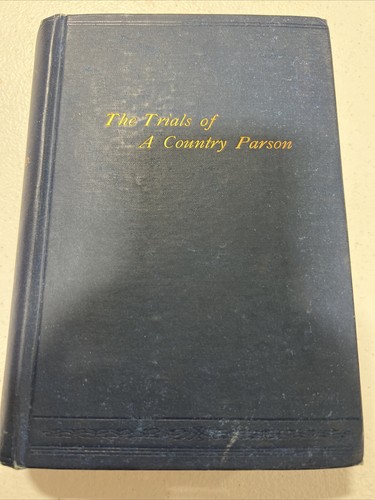 The Trials of
A Country Parson